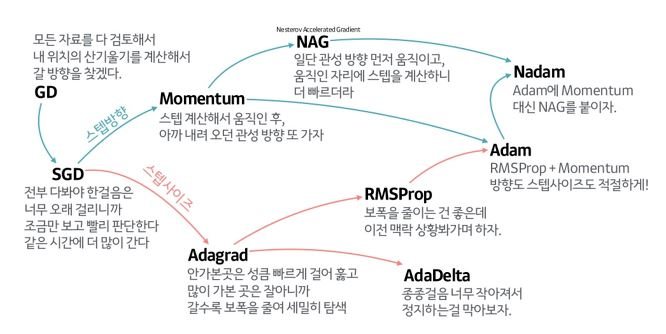 모든 자료를 다 검토해서
내 위치의 산기울기를 계산해서
갈 방향을 찾겠다.
GD
스텝방향
Nesterov Accelerated Gradient
NAG
일단 관성 방향 먼저 움직이고,
움직인 자리에 스텝을 계산하니
더 빠르더라
Nadam
Adam에 Momentum
대신 NAG를 붙이자.
Momentum
스텝 계산해서 움직인 후,
아까 내려 오던 관성 방향 또 가자
SGD
전부 다봐야 한걸음은
너무 오래 걸리니까
조금만 보고 빨리 판단한다
같은 시간에 더 많이 간다
스텝사이즈
Adam
RMSProp + Momentum
방향도 스텝사이즈도 적절하게!
RMSProp
보폭을 줄이는 건 좋은데
이전 맥락 상황봐가며 하자.
Adagrad
안가본곳은 성큼 빠르게 걸어 훓고
많이 가본 곳은 잘아니까
갈수록 보폭을 줄여 세밀히 탐색
AdaDelta
종종걸음 너무 작아져서
정지하는걸 막아보자.